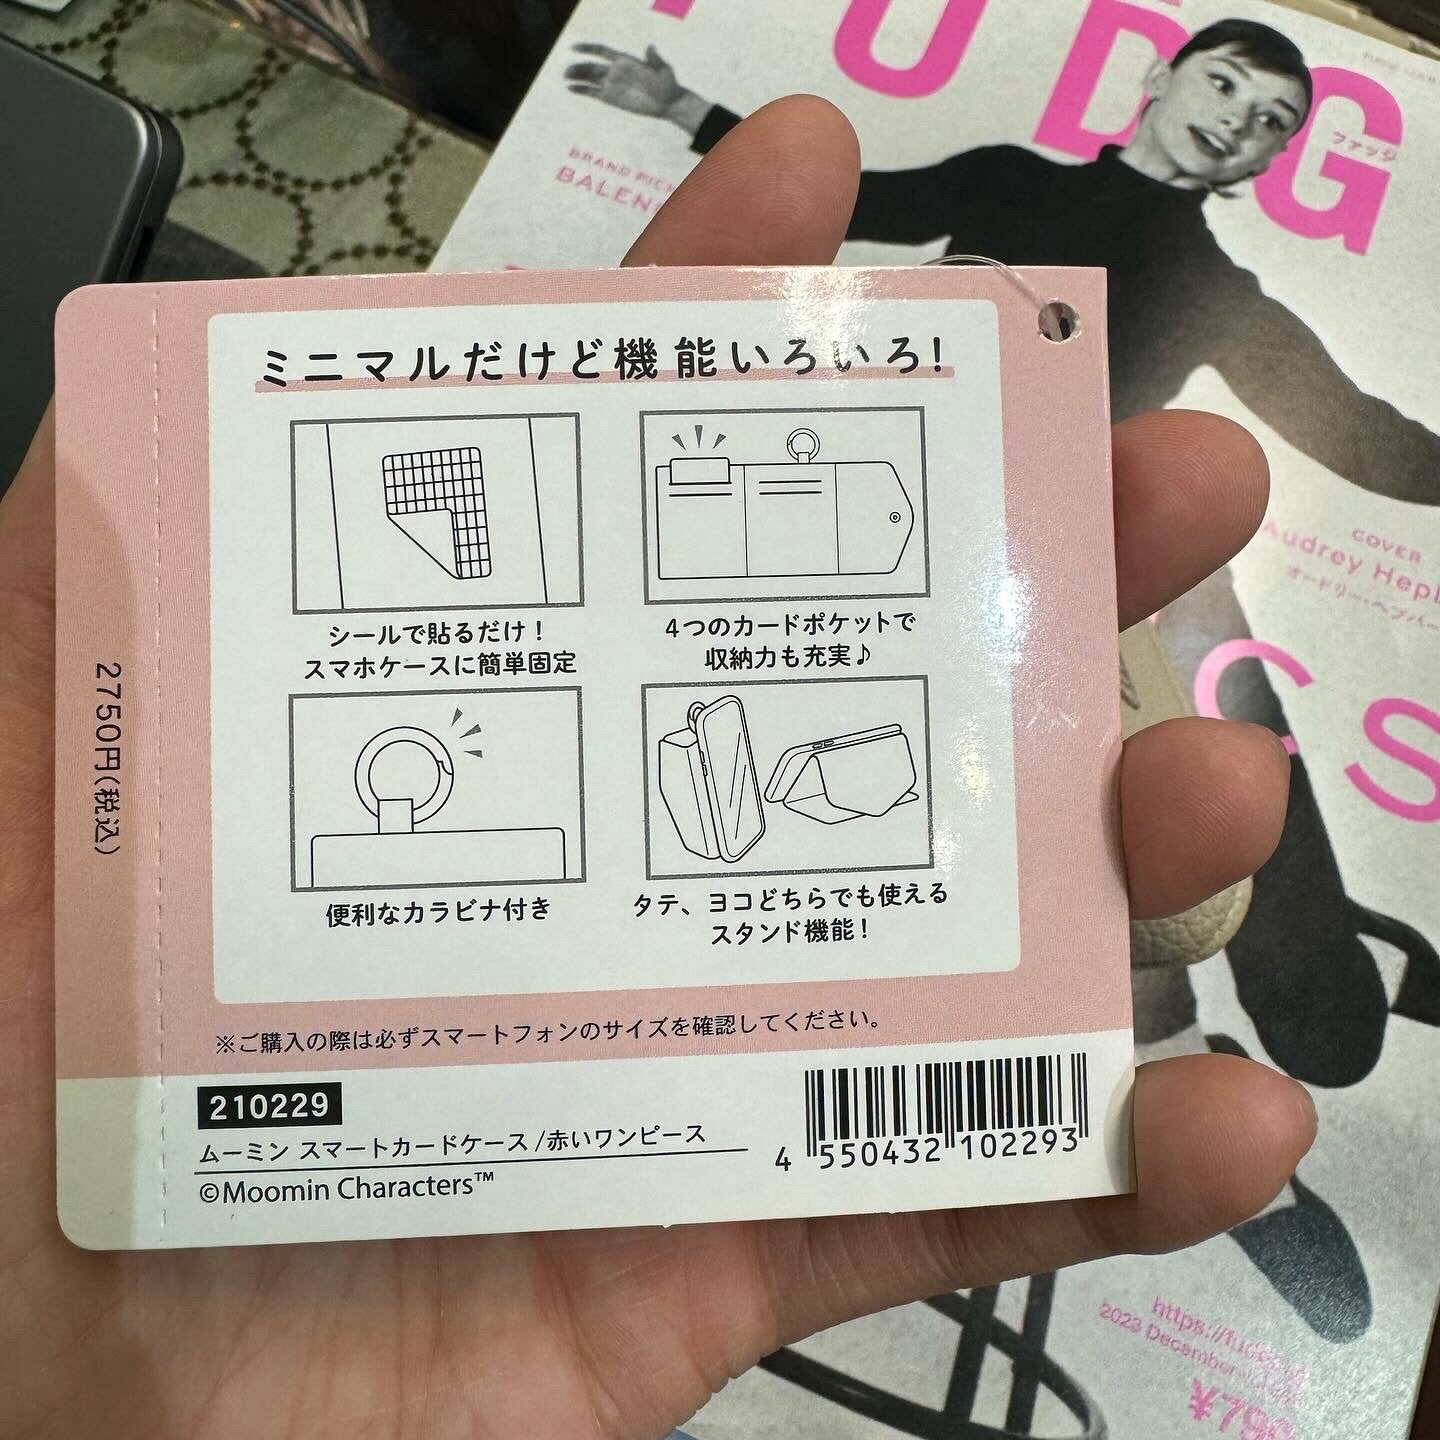 FUDG
ファッジ
BRAND PICK
BALEN
ミニマルだけど機能いろいろ!
シールで貼るだけ!
スマホケースに簡単固定
4つのカードポケットで
収納力も充実♪
便利なカラビナ付き
タテ、ヨコどちらでも使える
スタンド機能!
※ご購入の際は必ずスマートフォンのサイズを確認してください。
2750円(税込)
210229
ムーミン スマートカードケース/赤いワンピース
©Moomin Characters™
4 550432 102293
COVER
Audrey Hepb
オードリー・ヘプバー
CS
https://fudge
2023 December
¥790